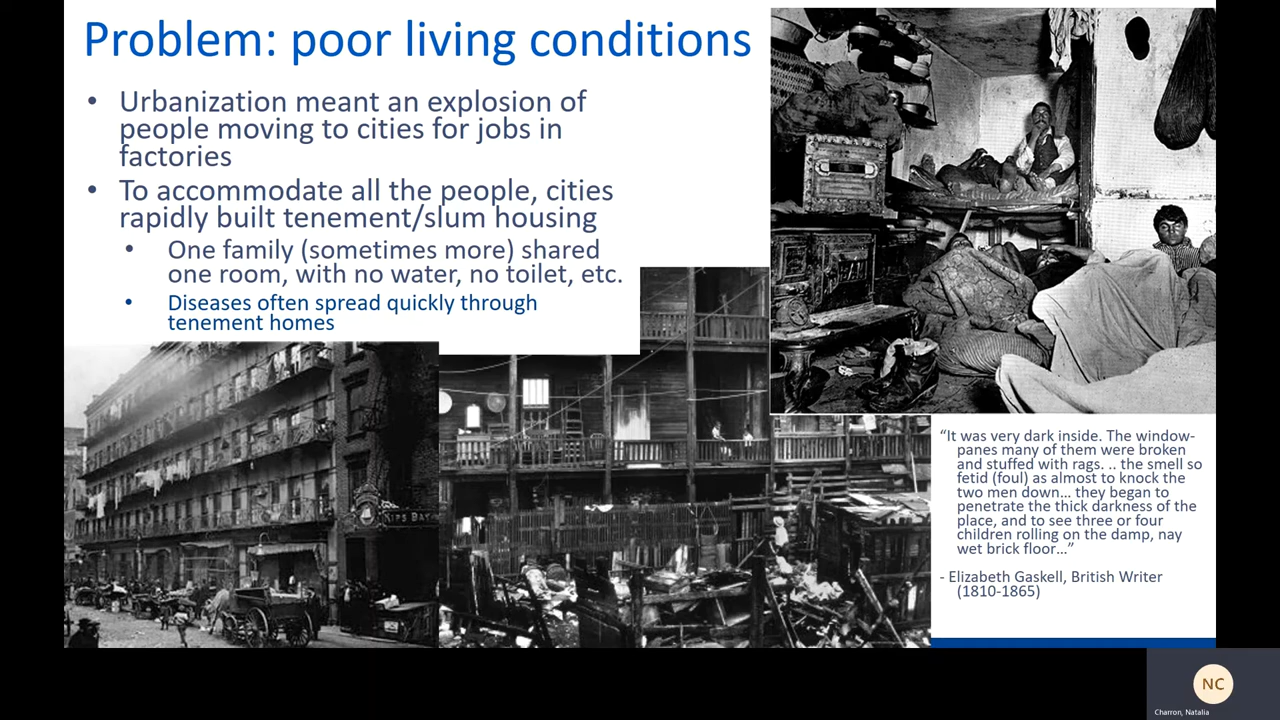 Problem: poor living conditions
• Urbanization meant an explosion of
people moving to cities for jobs in
factories
• To accommodate all the people, cities
rapidly built tenement/slum housing
• One family (sometimes more) shared
one room, with no water, no toilet, etc.
• Diseases often spread quickly through
tenement homes
KIPS BAY
“It was very dark inside. The window-
panes many of them were broken
and stuffed with rags. .. the smell so
fetid (foul) as almost to knock the
two men down... they began to
penetrate the thick darkness of the
place, and to see three or four
children rolling on the damp, nay
wet brick floor...”
- Elizabeth Gaskell, British Writer
(1810-1865)
NC
Charron, Natalia